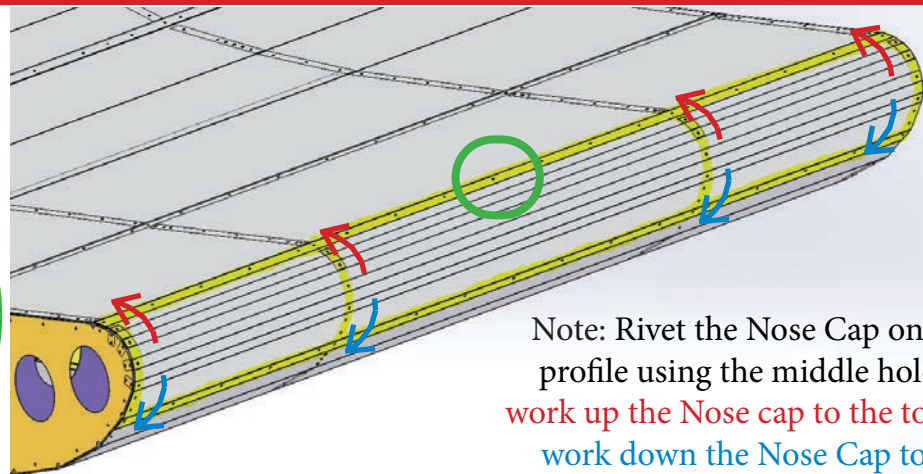 Note: Rivet the Nose Cap on
profile using the middle hol
work up the Nose cap to the to
work down the Nose Cap to